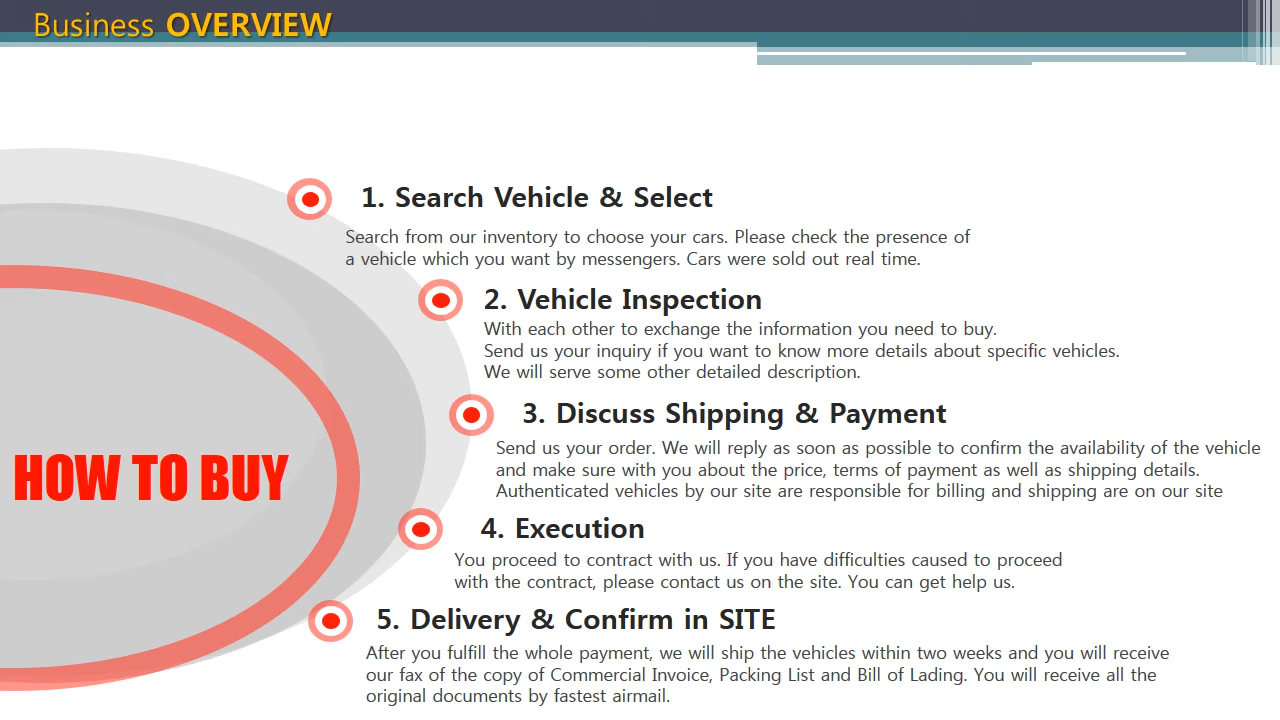 Business OVERVIEW
HOW TO BUY
1. Search Vehicle & Select
Search from our inventory to choose your cars. Please check the presence of
a vehicle which you want by messengers. Cars were sold out real time.
2. Vehicle Inspection
With each other to exchange the information you need to buy.
Send us your inquiry if you want to know more details about specific vehicles.
We will serve some other detailed description.
3. Discuss Shipping & Payment
Send us your order. We will reply as soon as possible to confirm the availability of the vehicle
and make sure with you about the price, terms of payment as well as shipping details.
Authenticated vehicles by our site are responsible for billing and shipping are on our site
4. Execution
You proceed to contract with us. If you have difficulties caused to proceed
with the contract, please contact us on the site. You can get help us.
5. Delivery & Confirm in SITE
After you fulfill the whole payment, we will ship the vehicles within two weeks and you will receive
our fax of the copy of Commercial Invoice, Packing List and Bill of Lading. You will receive all the
original documents by fastest airmail.